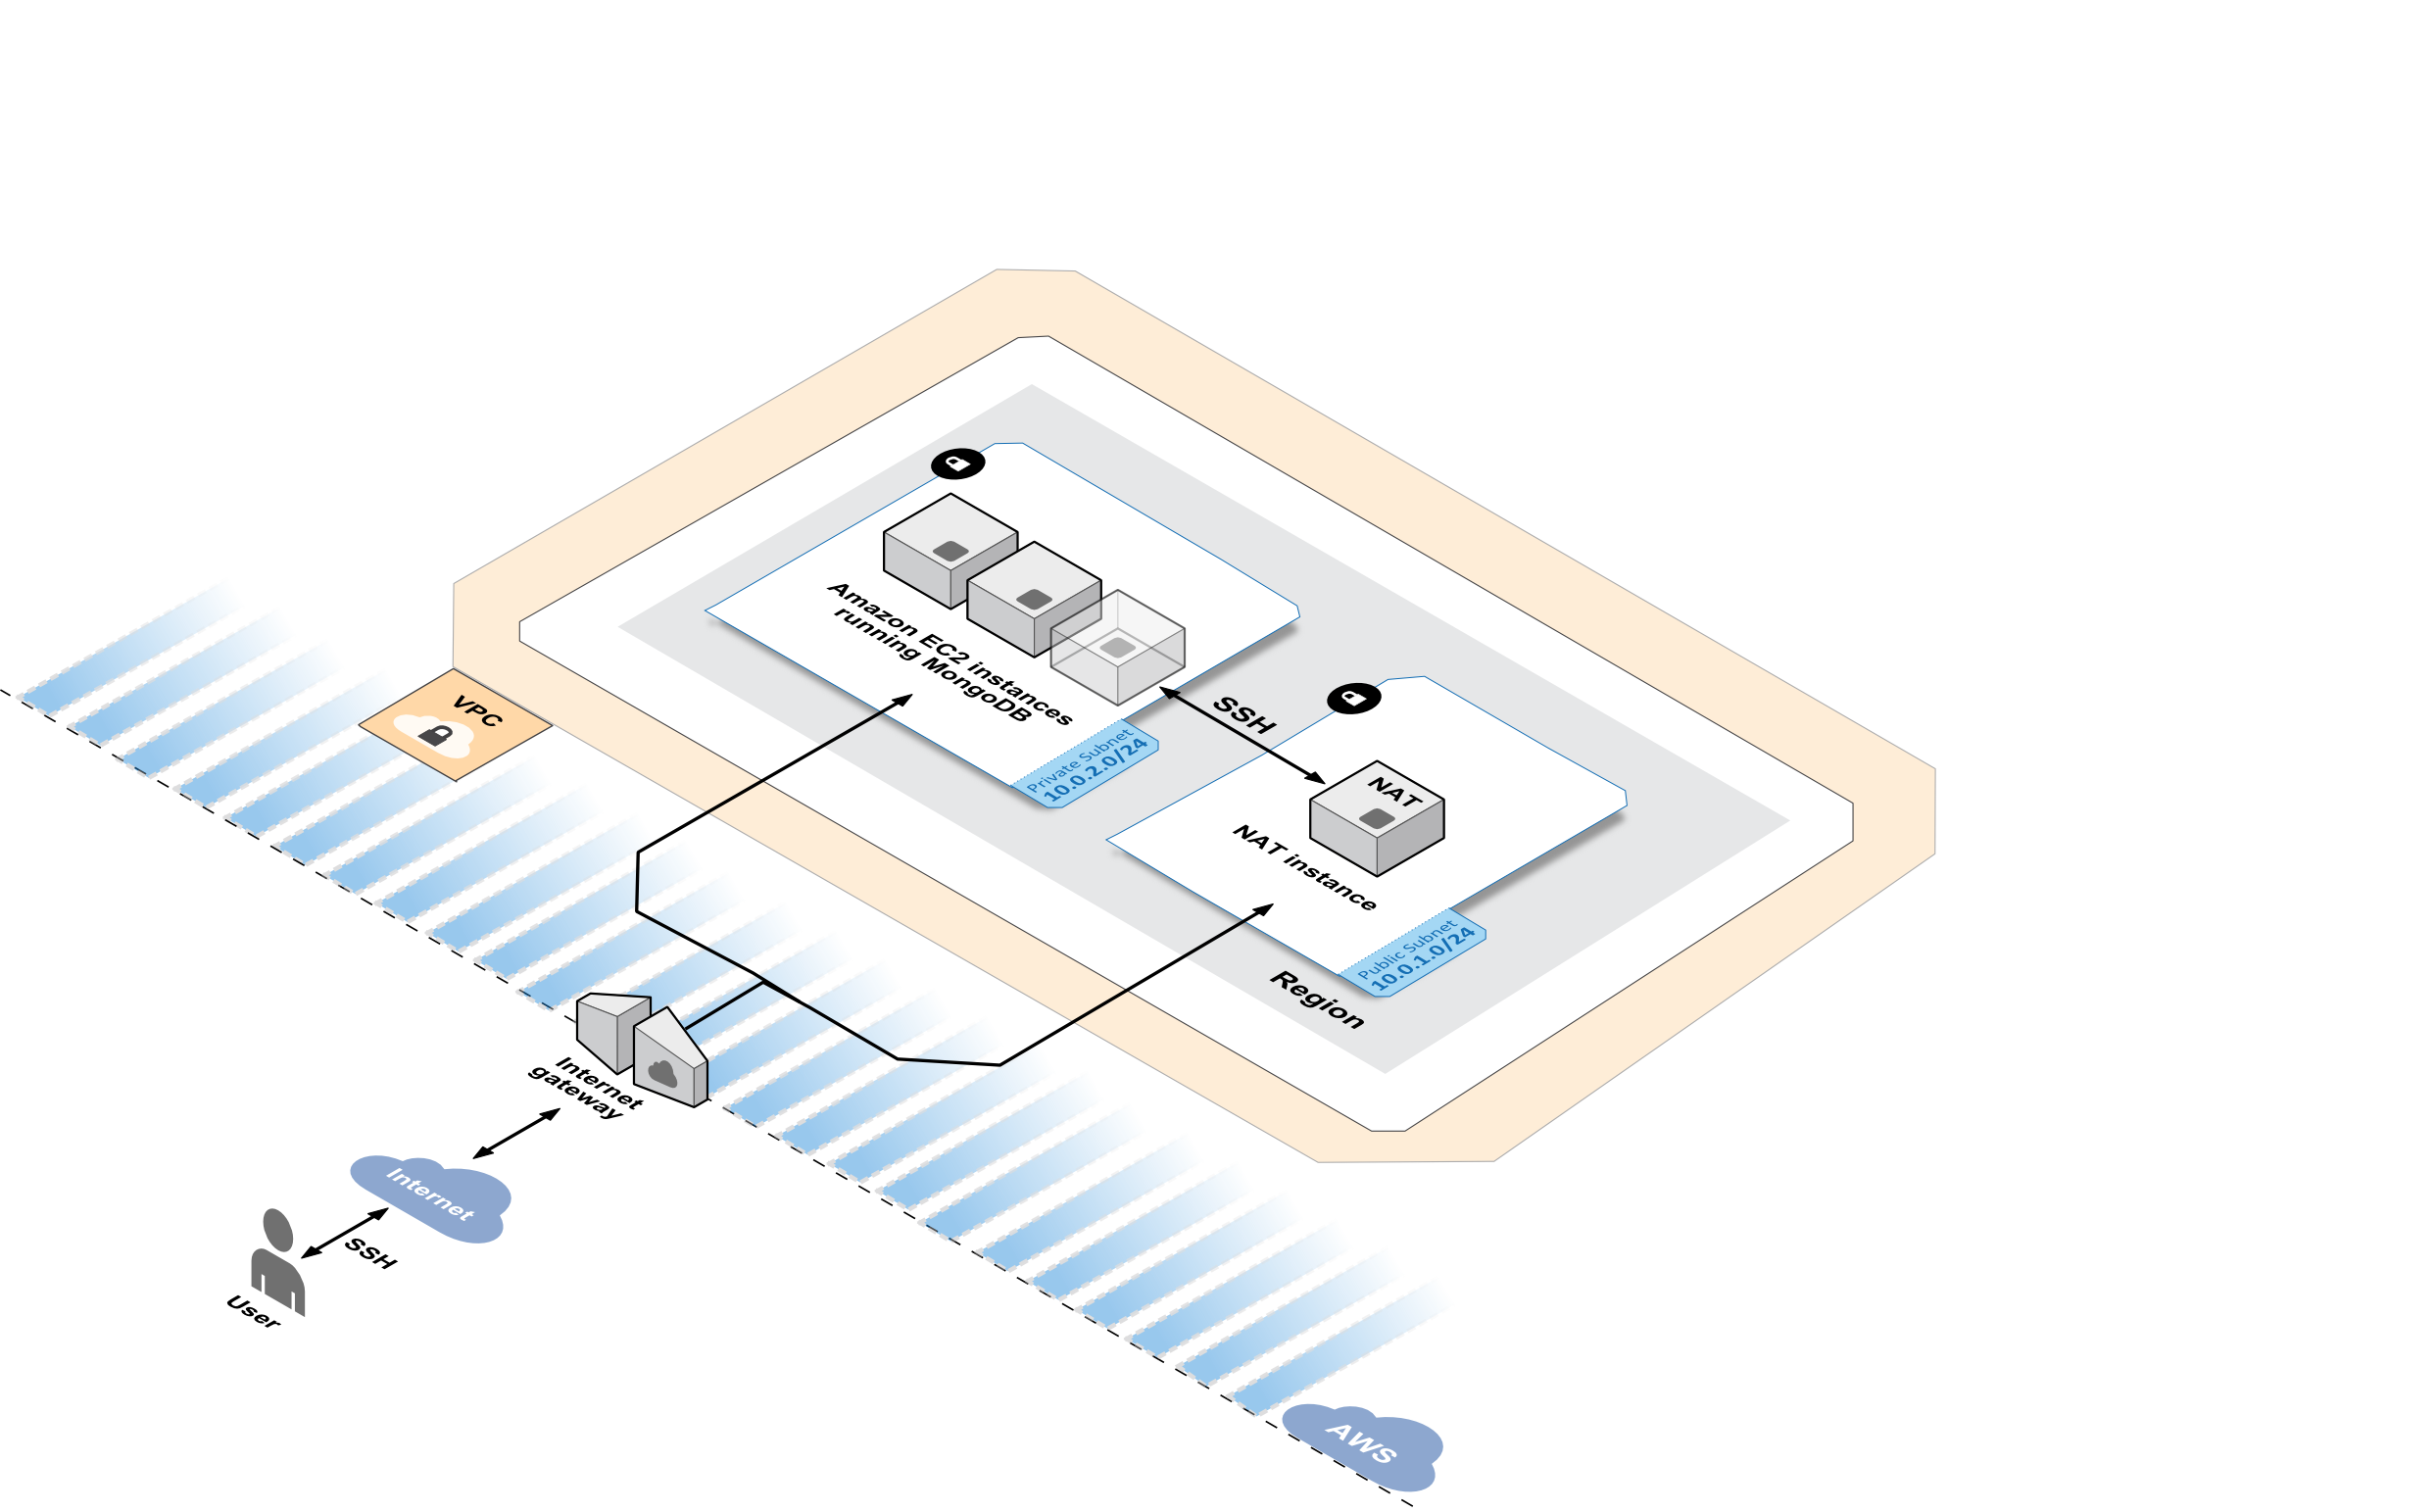 VPC
Amazon EC2 instances
running MongoDB
Private Subnet
10.0.2.0/24
SSH
NAT
NAT instance
Public Subnet
10.0.1.0/24
Region
Internet
gateway
Internet
SSH
User
AWS